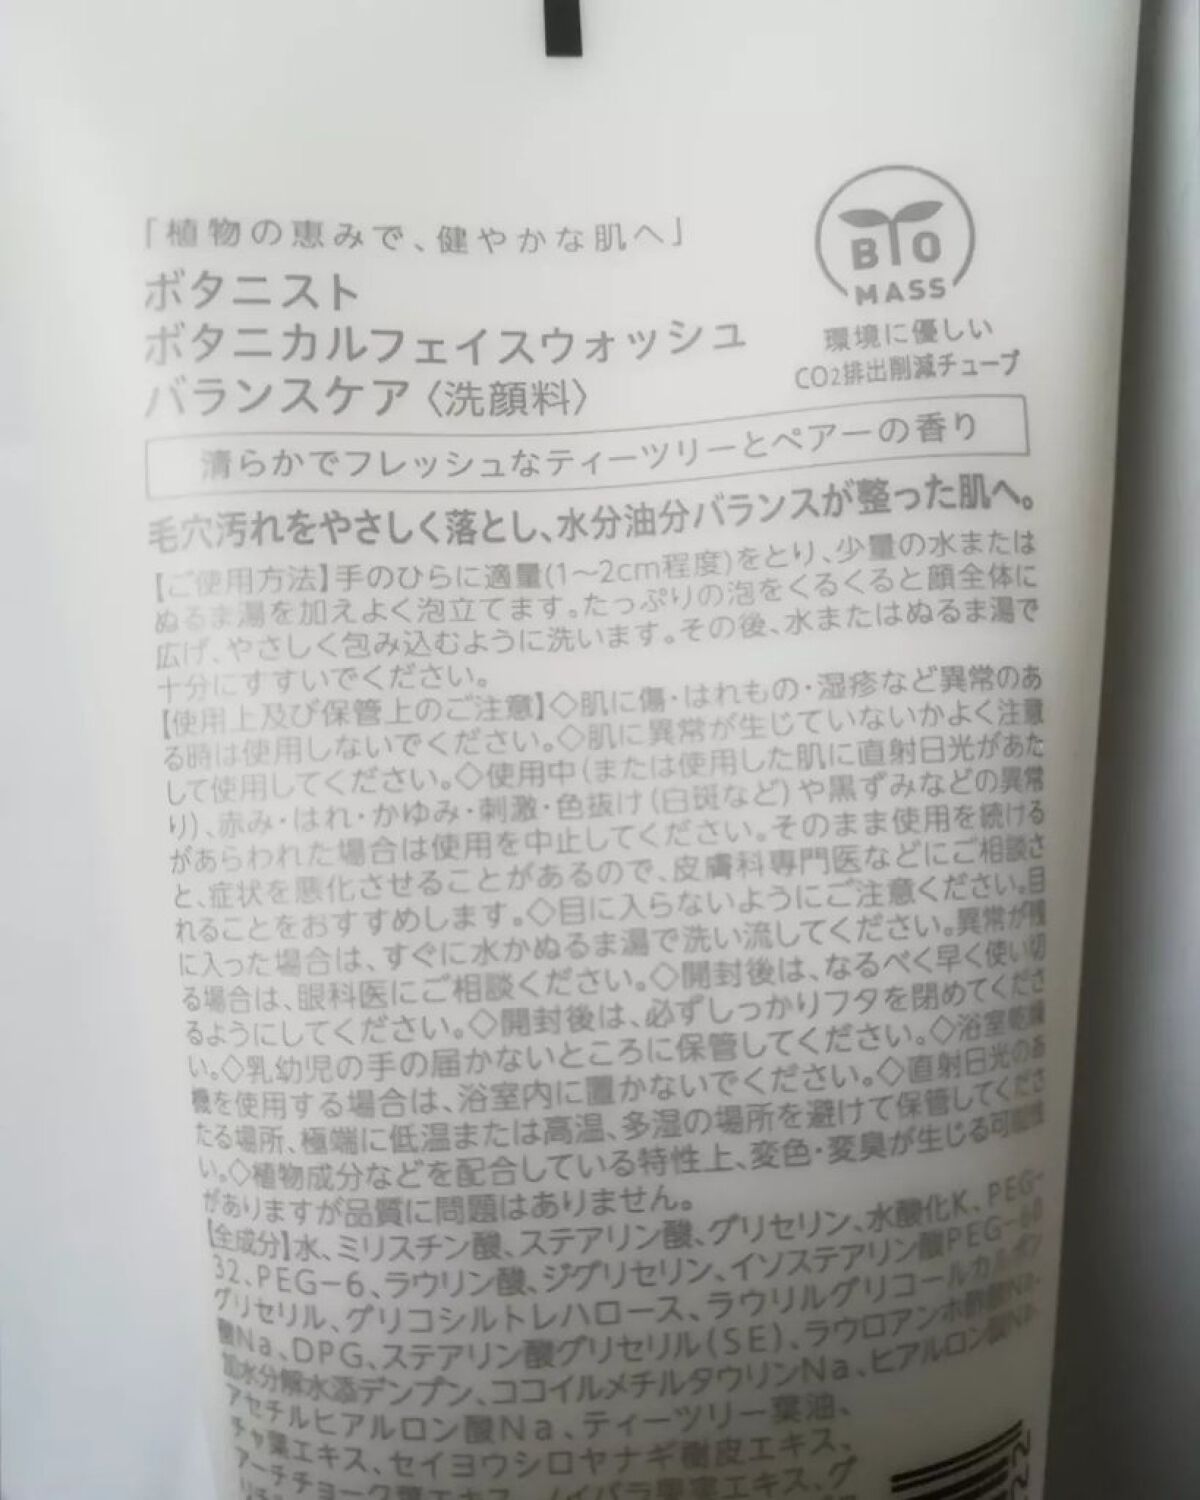 「植物の恵みで、健やかな肌へ」
ボタニスト
ボタニカルフェイスウォッシュ
バランスケア〈洗顔料〉
BIO
MASS
環境に優しい
CO2排出削減チューブ
清らかでフレッシュなティーツリーとペアーの香り
毛穴汚れをやさしく落とし、水分油分バランスが整った肌へ。
【ご使用方法】手のひらに適量(1〜2cm程度)をとり、少量の水または
ぬるま湯を加えよく泡立てます。たっぷりの泡をくるくると顔全体に
広げ、やさしく包み込むように洗います。その後、水またはぬるま湯で
十分にすすいでください。
【使用上及び保管上のご注意】◇肌に傷・はれもの・湿疹など異常のあ
る時は使用しないでください。◇肌に異常が生じていないかよく注意
して使用してください。◇使用中(または使用した肌に直射日光があた
り)、赤み・はれ・かゆみ・刺激・色抜け(白斑など)や黒ずみなどの異常
があらわれた場合は使用を中止してください。そのまま使用を続ける
と、症状を悪化させることがあるので、皮膚科専門医などにご相談さ
れることをおすすめします。◇目に入らないようにご注意ください。目
に入った場合は、すぐに水かぬるま湯で洗い流してください。異常が残
る場合は、眼科医にご相談ください。◇開封後は、なるべく早く使い切
るようにしてください。◇開封後は、必ずしっかりフタを閉めてくださ
い。◇乳幼児の手の届かないところに保管してください。◇浴室乾燥
機を使用する場合は、浴室内に置かないでください。◇直射日光のあ
たる場所、極端に低温または高温、多湿の場所を避けて保管してくださ
い。◇植物成分などを配合している特性上、変色・変臭が生じる可能性
がありますが品質に問題はありません。
【全成分】水、ミリスチン酸、ステアリン酸、グリセリン、水酸化K、PEG-
32、PEG-6、ラウリン酸、ジグリセリン、イソステアリン酸PEG-60
グリセリル、グリコシルトレハロース、ラウリルグリコールカルボン
酸Na、DPG、ステアリン酸グリセリル(SE)、ラウロアンホ酢酸Na、
加水分解水添デンプン、ココイルメチルタウリンNa、ヒアルロン酸Na、
アセチルヒアルロン酸Na、ティーツリー葉油、
チャ葉エキス、セイヨウシロヤナギ樹皮エキス、
アーチチョーク葉エキス、ノイバラ果実エキス、グ